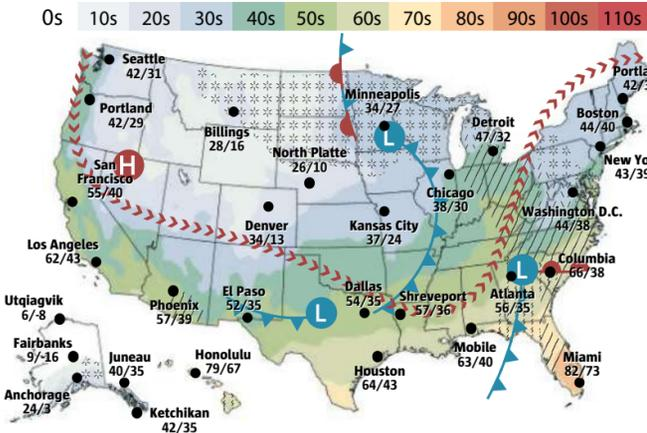 0s 10s 20s 30s 40s 50s 60s 70s 80s 90s 100s 110s
Seattle
42/31
Portland
42/29
Billings
28/16
Minneapolis
34/27
L
Detroit
47/32
Portla
42/3
Boston
44/40
New Yo
43/39
H
San
Francisco
55/40
North Platte
26/10
Chicago
38/30
Washington D.C.
44/38
Denver
34/13
Kansas City
37/24
Los Angeles
62/43
Phoenix
57/39
El Paso
52/35
L
Dallas
54/35
Shreveport
57/36
L
Atlanta
56/35
Columbia
66/38
Utqiagvik
6/-8
Fairbanks
9/-16
Juneau
40/35
Anchorage
24/3
Ketchikan
42/35
Honolulu
79/67
Houston
64/43
Mobile
63/40
Miami
82/73